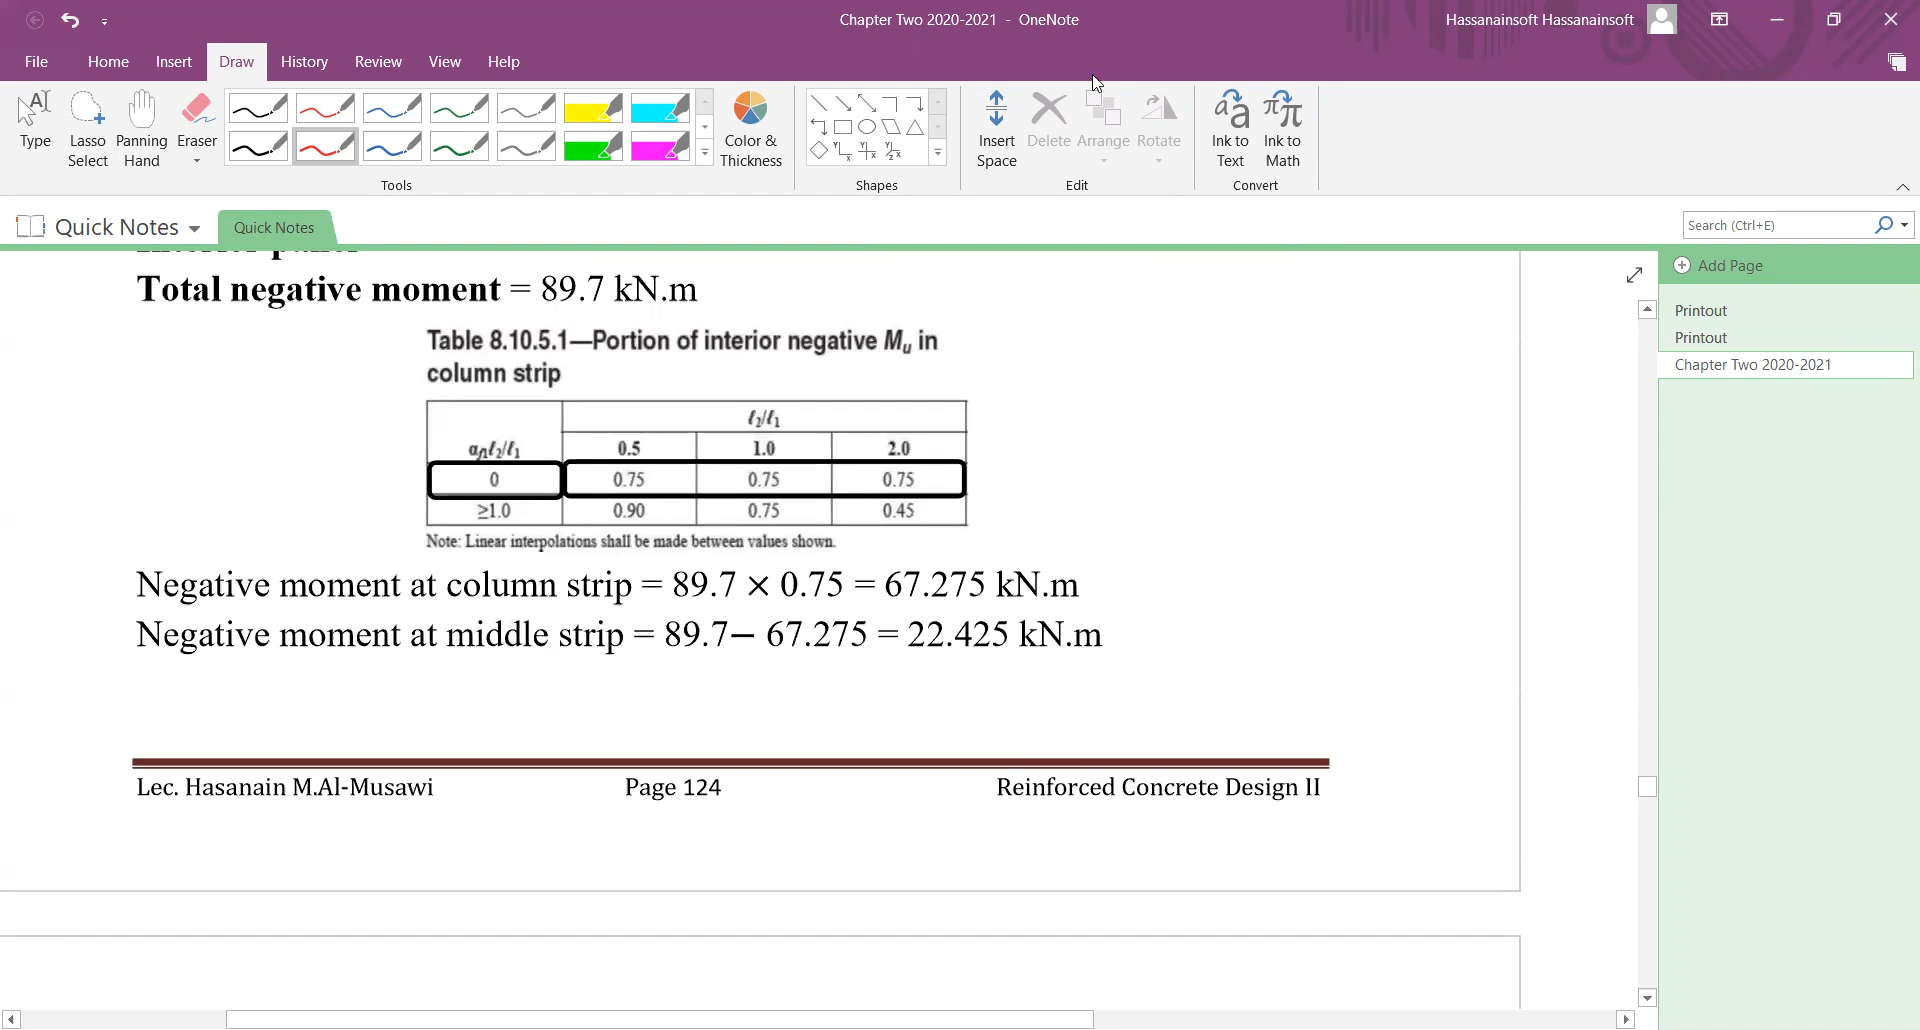 Chapter Two 2020-2021 - OneNote
Hassanainsoft Hassanainsoft
File Home Insert Draw History Review View Help
Type
Lasso Select
Panning Hand
Eraser
Color & Thickness
Insert Space
Delete
Arrange
Rotate
Ink to Text
Ink to Math
Tools
Shapes
Edit
Convert
Quick Notes
Quick Notes
Search (Ctrl+E)
Add Page
Printout
Printout
Chapter Two 2020-2021
Total negative moment = 89.7 kN.m
Table 8.10.5.1—Portion of interior negative Mu in
column strip
ℓ2/ℓ1
αf1ℓ2/ℓ1 0.5 1.0 2.0
0 0.75 0.75 0.75
≥1.0 0.90 0.75 0.45
Note: Linear interpolations shall be made between values shown.
Negative moment at column strip = 89.7 × 0.75 = 67.275 kN.m
Negative moment at middle strip = 89.7− 67.275 = 22.425 kN.m
Lec. Hasanain M.Al-Musawi Page 124 Reinforced Concrete Design II